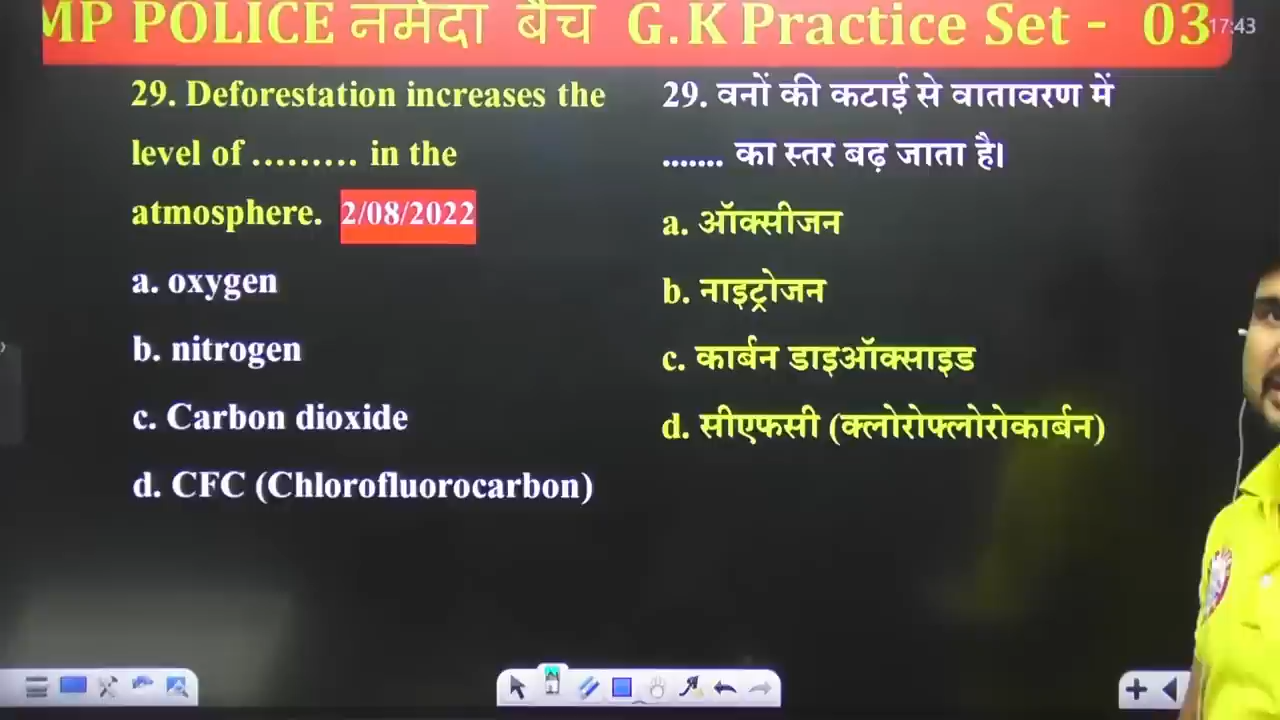 MP POLICE नर्मदा बैच G.K Practice Set - 03
17:43
29. Deforestation increases the
level of ......... in the
atmosphere. 2/08/2022
a. oxygen
b. nitrogen
c. Carbon dioxide
d. CFC (Chlorofluorocarbon)
29. वनों की कटाई से वातावरण में
....... का स्तर बढ़ जाता है।
a. ऑक्सीजन
b. नाइट्रोजन
c. कार्बन डाइऑक्साइड
d. सीएफसी (क्लोरोफ्लोरोकार्बन)